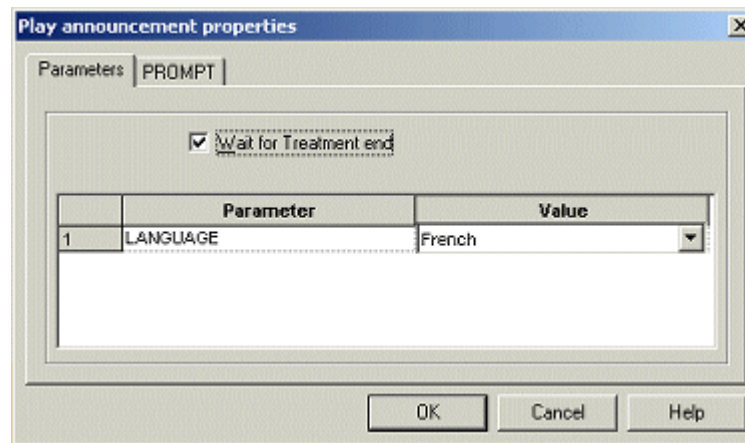 Play announcement properties
Parameters PROMPT
Wait for Treatment end
Parameter Value
1 LANGUAGE French
OK Cancel Help